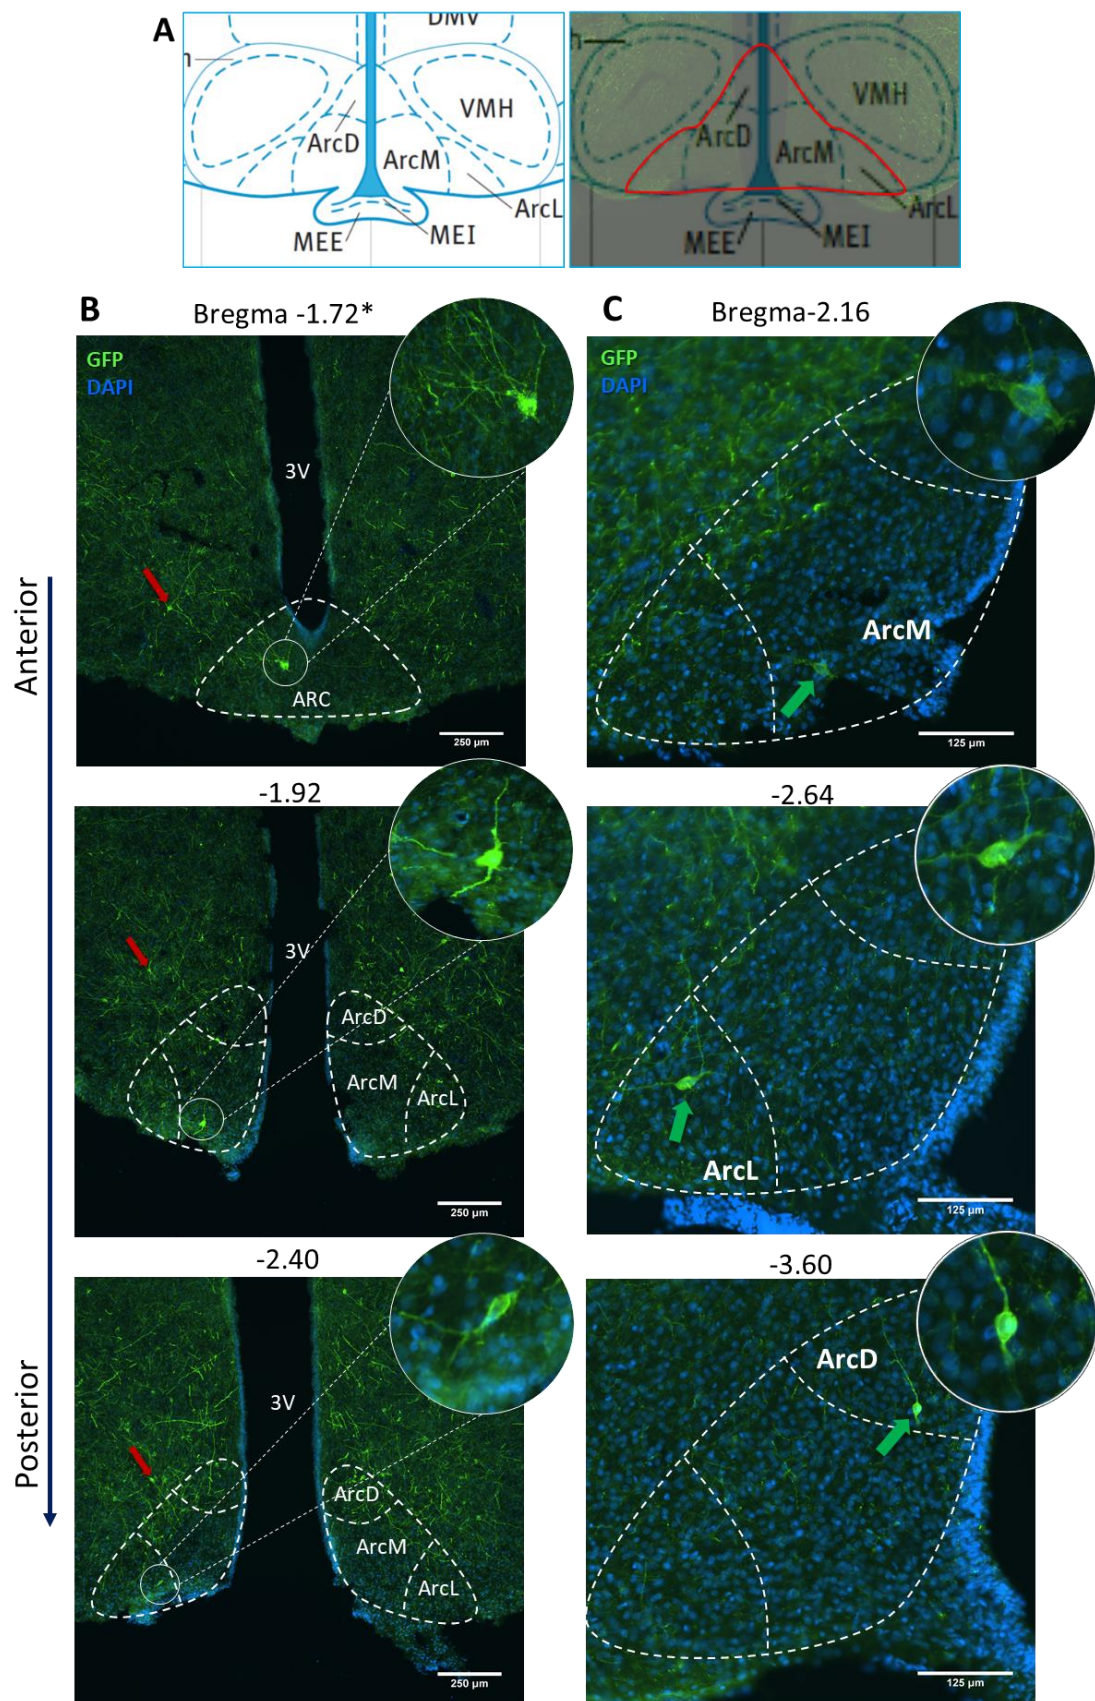 A
DMV
h
VMH
ArcD
ArcM
ArcL
MEE
MEI
h
VMH
ArcD
ArcM
ArcL
MEE
MEI
B
Bregma -1.72*
GFP
DAPI
3V
ARC
250 µm
C
Bregma-2.16
GFP
DAPI
ArcM
125 µm
Anterior
-1.92
3V
ArcD
ArcM
ArcL
250 µm
-2.64
ArcL
125 µm
Posterior
-2.40
3V
ArcD
ArcM
ArcL
250 µm
-3.60
ArcD
125 µm